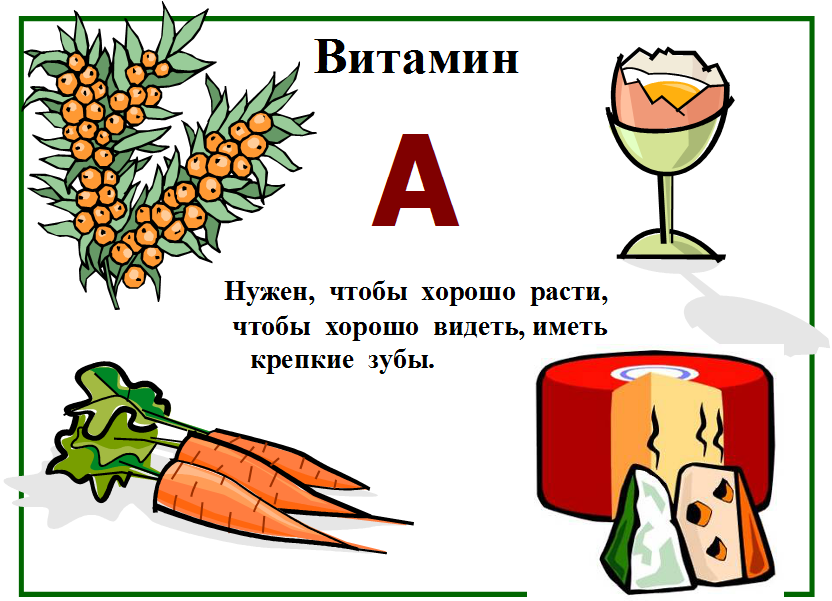 Витамин
А
Нужен, чтобы хорошо расти,
чтобы хорошо видеть, иметь
крепкие зубы.